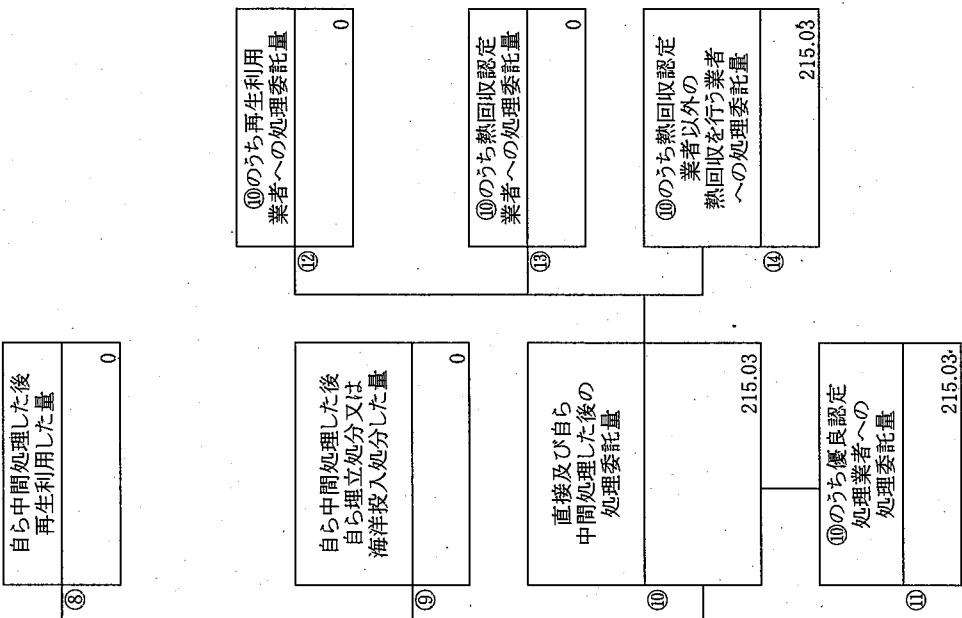 ⑧
自ら中間処理した後
再生利用した量
0
⑨
自ら中間処理した後
自ら埋立処分又は
海洋投入処分した量
0
⑩
直接及び自ら
中間処理した後の
処理委託量
215.03
⑪
⑩のうち優良認定
処理業者への
処理委託量
215.03
⑫
⑩のうち再生利用
業者への処理委託量
0
⑬
⑩のうち熱回収認定
業者への処理委託量
0
⑭
⑩のうち熱回収認定
業者以外の
熱回収を行う業者
への処理委託量
215.03